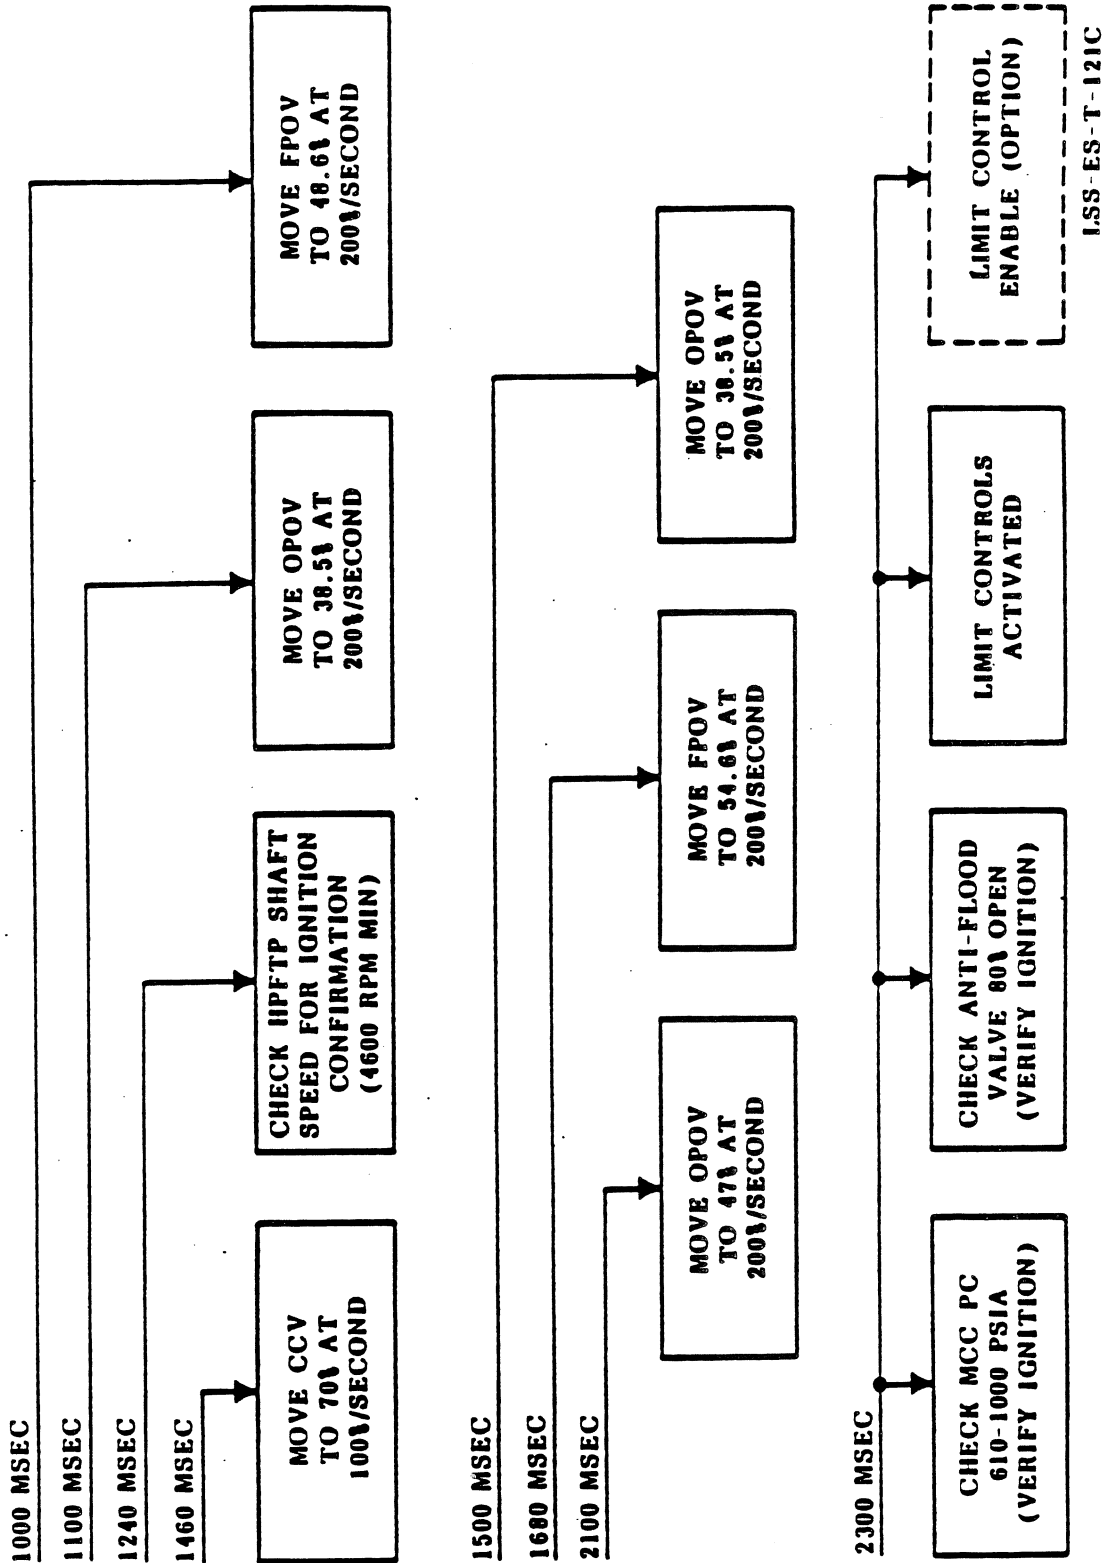 1000 MSEC
1100 MSEC
1240 MSEC
1460 MSEC
MOVE CCV
TO 70% AT
100%/SECOND
CHECK HPFTP SHAFT
SPEED FOR IGNITION
CONFIRMATION
(4600 RPM MIN)
MOVE OPOV
TO 38.5% AT
200%/SECOND
MOVE FPOV
TO 48.6% AT
200%/SECOND
1500 MSEC
1680 MSEC
2100 MSEC
MOVE OPOV
TO 47% AT
200%/SECOND
MOVE FPOV
TO 54.6% AT
200%/SECOND
MOVE OPOV
TO 38.5% AT
200%/SECOND
2300 MSEC
CHECK MCC PC
610-1000 PSIA
(VERIFY IGNITION)
CHECK ANTI-FLOOD
VALVE 80% OPEN
(VERIFY IGNITION)
LIMIT CONTROLS
ACTIVATED
LIMIT CONTROL
ENABLE (OPTION)
LSS-ES-T-121C